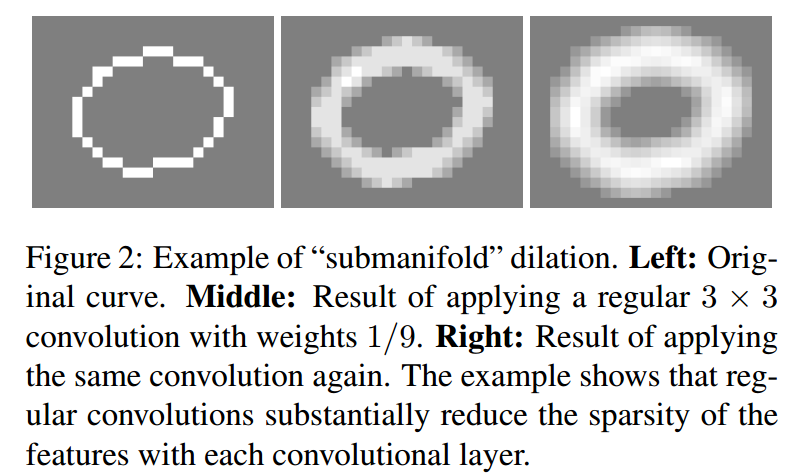 Figure 2: Example of “submanifold” dilation. Left: Orig-
inal curve. Middle: Result of applying a regular 3 × 3
convolution with weights 1/9. Right: Result of applying
the same convolution again. The example shows that reg-
ular convolutions substantially reduce the sparsity of the
features with each convolutional layer.